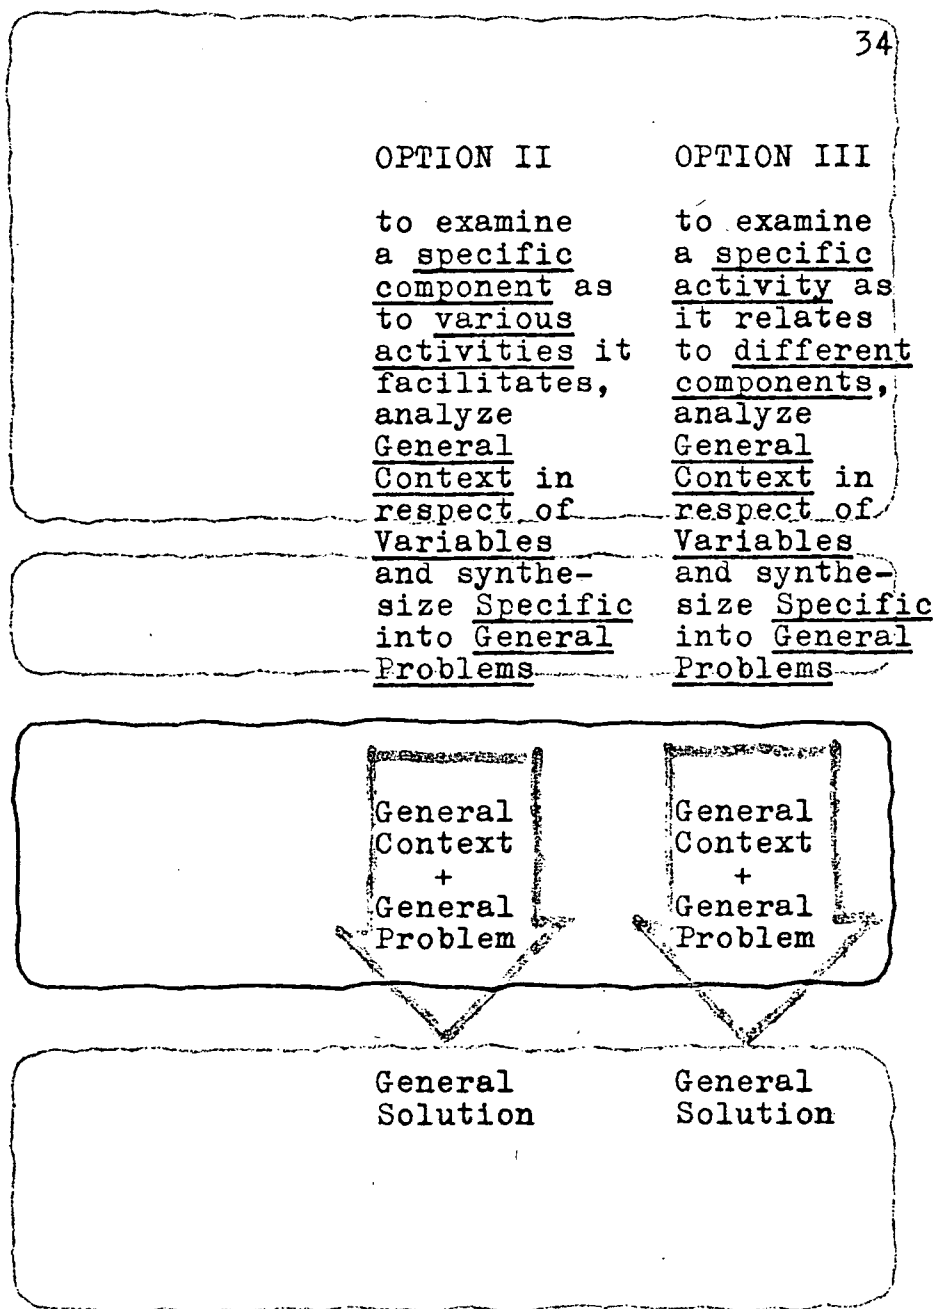 34
OPTION II
to examine
a specific
component as
to various
activities it
facilitates,
analyze
General
Context in
respect of
Variables
and synthe-
size Specific
into General
Problems
OPTION III
to examine
a specific
activity as
it relates
to different
components,
analyze
General
Context in
respect of
Variables
and synthe-
size Specific
into General
Problems
General
Context
+
General
Problem
General
Context
+
General
Problem
General
Solution
General
Solution